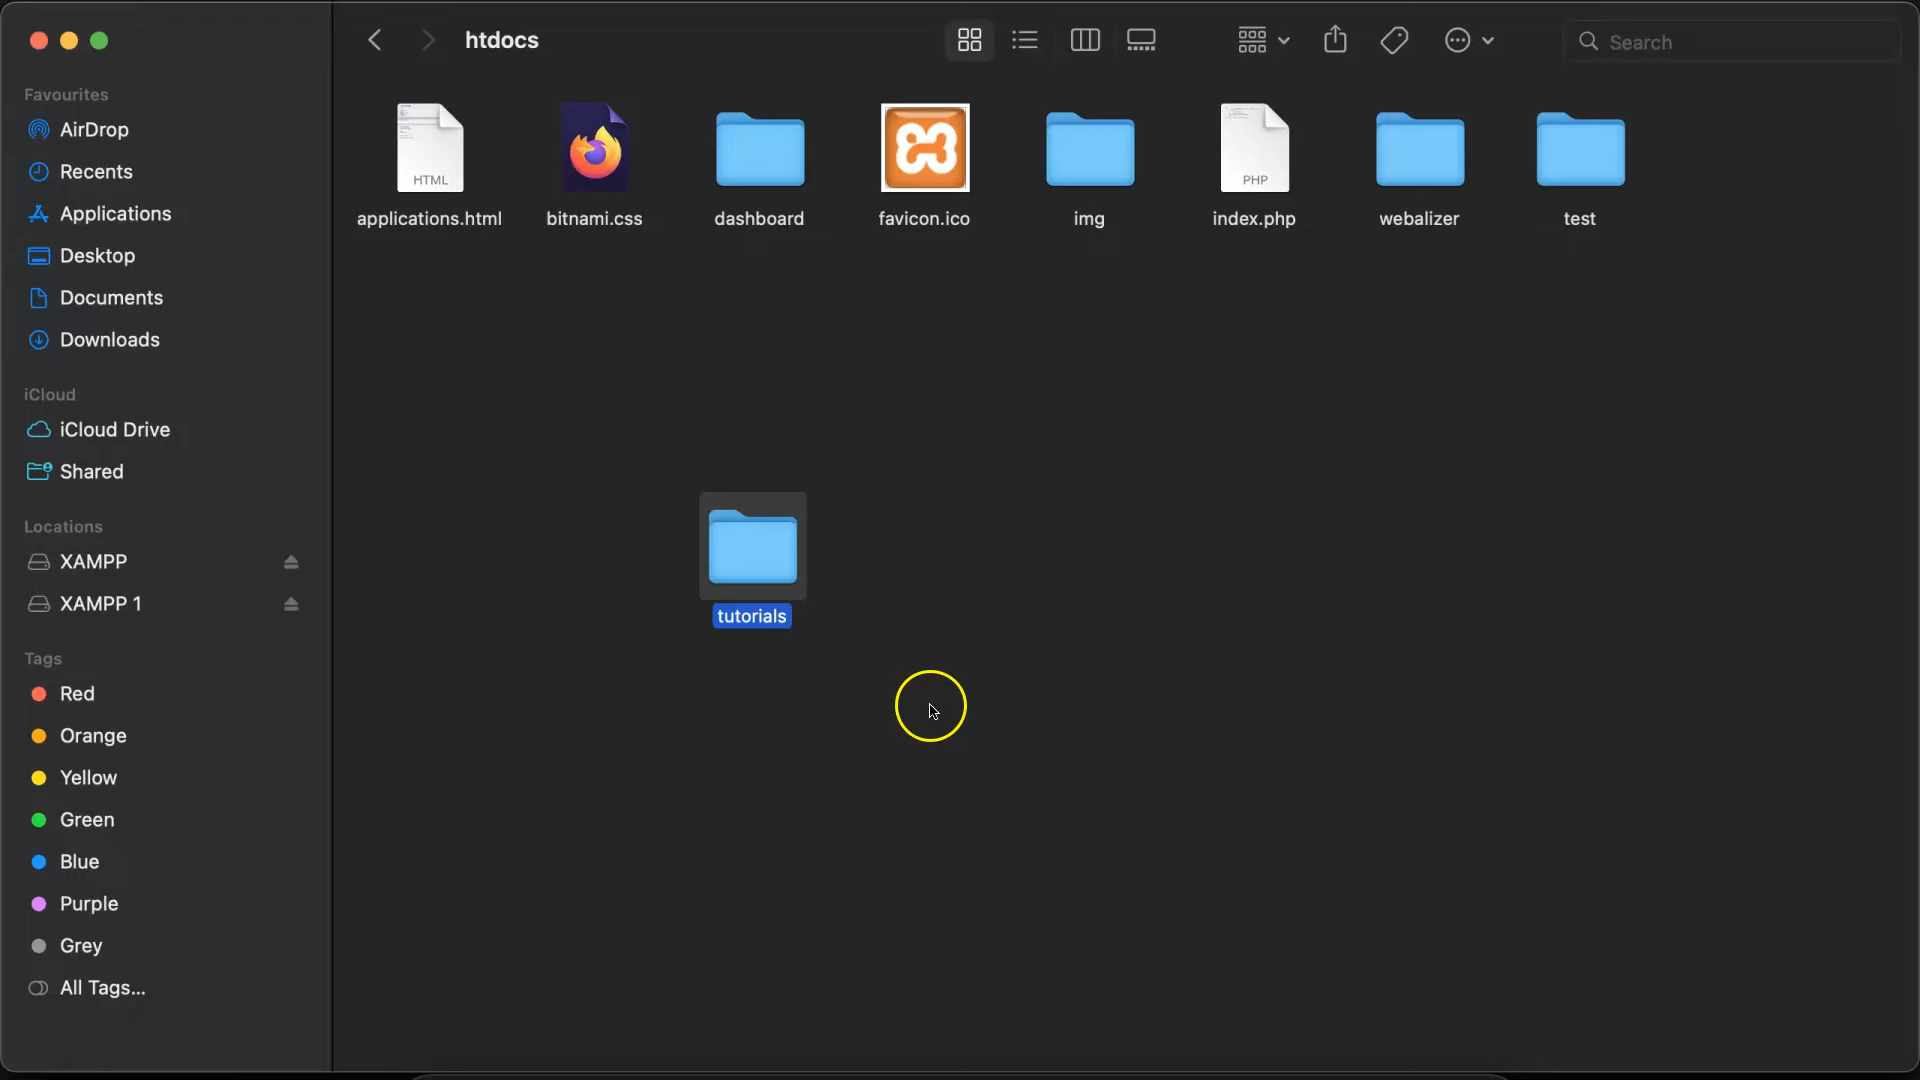 htdocs
Search
Favourites
AirDrop
Recents
Applications
Desktop
Documents
Downloads
iCloud
iCloud Drive
Shared
Locations
XAMPP
XAMPP 1
Tags
Red
Orange
Yellow
Green
Blue
Purple
Grey
All Tags...
HTML
PHP
applications.html
bitnami.css
dashboard
favicon.ico
img
index.php
webalizer
test
tutorials